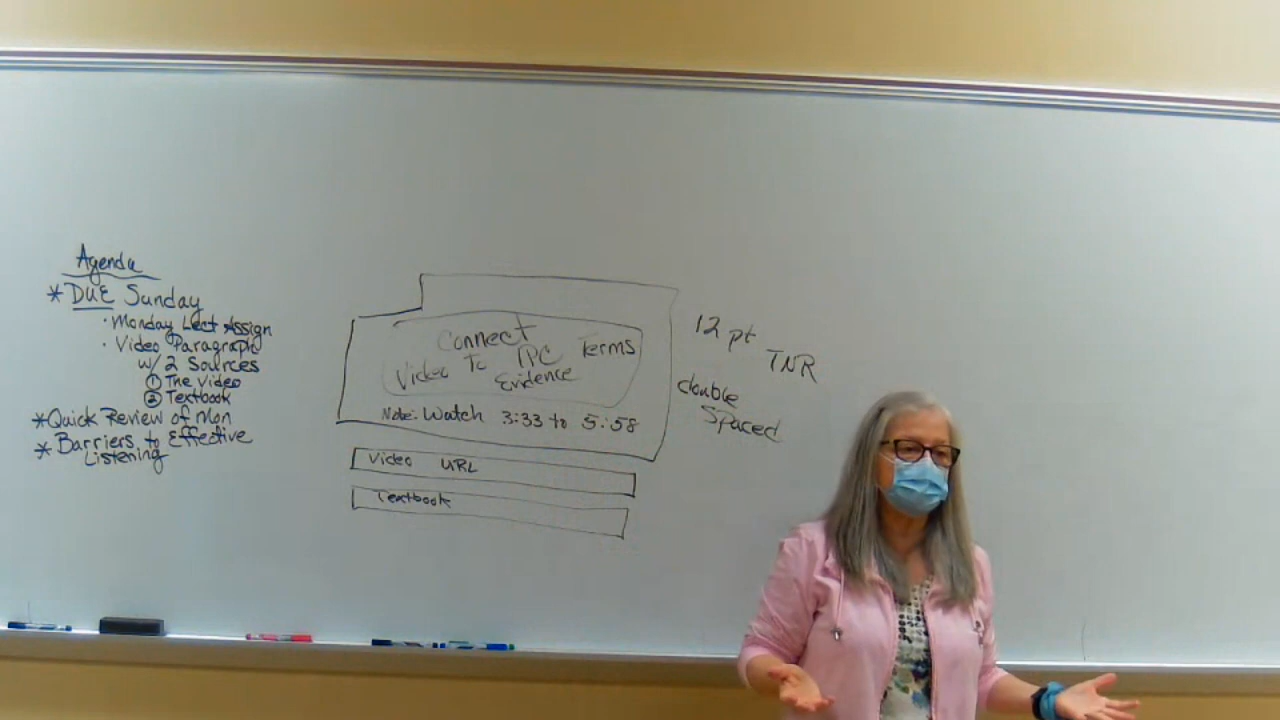 Agenda
* DUE Sunday
· Monday Lect Assign
· Video Paragraph
w/ 2 Sources
① The Video
② Textbook
* Quick Review of Mon
* Barriers to Effective
Listening
Connect
Video To IPC Terms
Evidence
Note: Watch 3:33 to 5:58
Video URL
Textbook
12 pt
TNR
double
Spaced